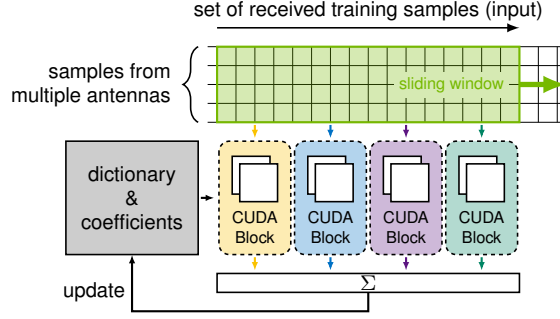 set of received training samples (input)
samples from
multiple antennas
sliding window
dictionary
&
coefficients
CUDA
Block
CUDA
Block
CUDA
Block
CUDA
Block
update
Σ